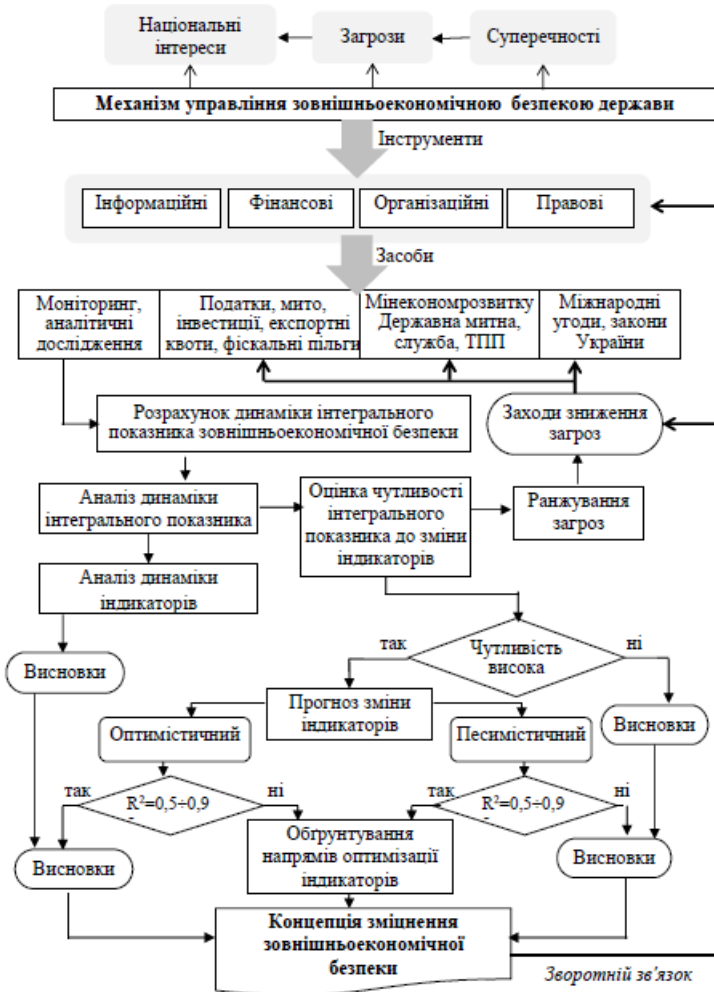 Національні
інтереси
Загрози
Суперечності
Механізм управління зовнішньоекономічною безпекою держави
Інструменти
Інформаційні
Фінансові
Організаційні
Правові
Засоби
Моніторинг,
аналітичні
дослідження
Податки, мито,
інвестиції, експортні
квоти, фіскальні пільги
Мінекономрозвитку
Державна митна,
служба, ТПП
Міжнародні
угоди, закони
України
Розрахунок динаміки інтегрального
показника зовнішньоекономічної безпеки
Заходи зниження
загроз
Аналіз динаміки
інтегрального показника
Оцінка чутливості
інтегрального
показника до зміни
індикаторів
Ранжування
загроз
Аналіз динаміки
індикаторів
так
Чутливість
висока
ні
Висновки
Прогноз зміни
індикаторів
Висновки
Оптимістичний
Песимістичний
так
R²=0,5÷0,9
ні
так
R²=0,5÷0,9
ні
Обґрунтування
напрямів оптимізації
індикаторів
Висновки
Висновки
Концепція зміцнення
зовнішньоекономічної
безпеки
Зворотній зв'язок